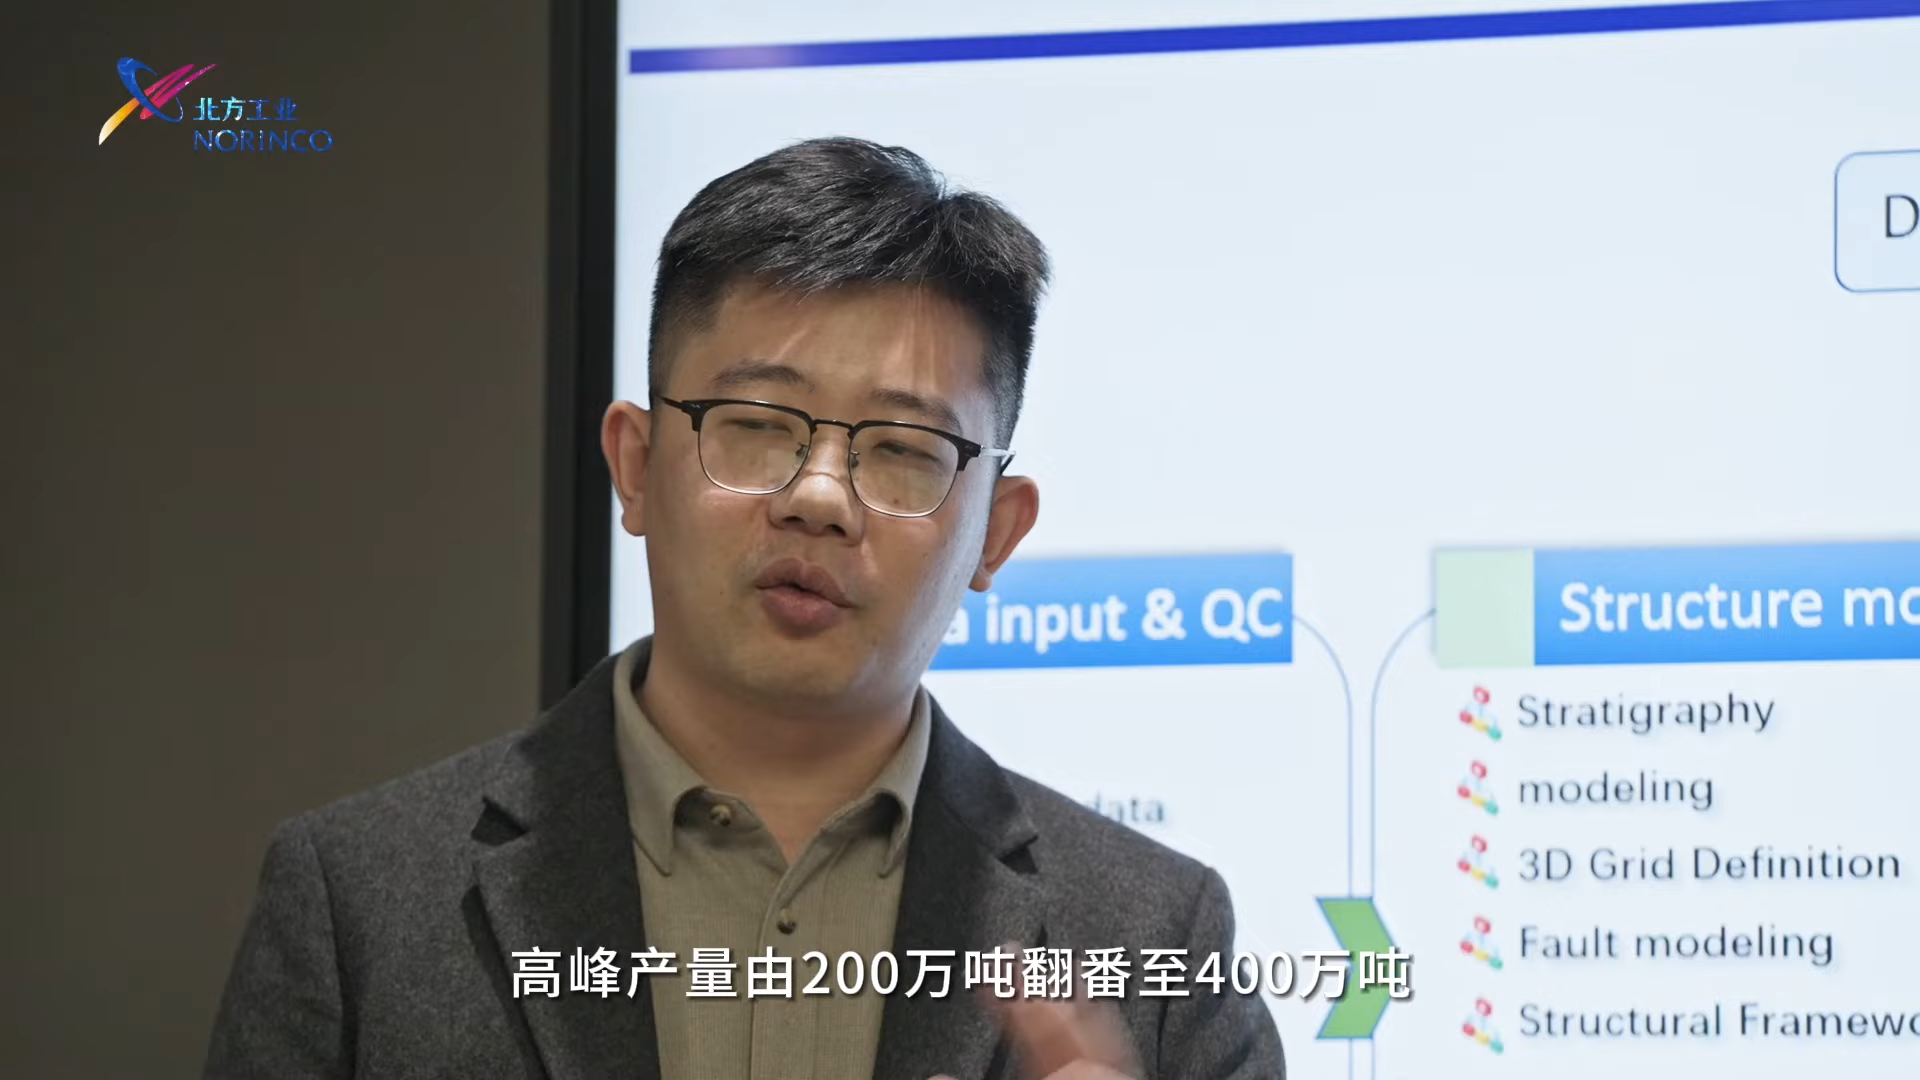 北方工业
NORINCO
D
a input & QC
Structure mo
Stratigraphy
modeling
data
3D Grid Definition
Fault modeling
Structural Framewo
高峰产量由200万吨翻番至400万吨